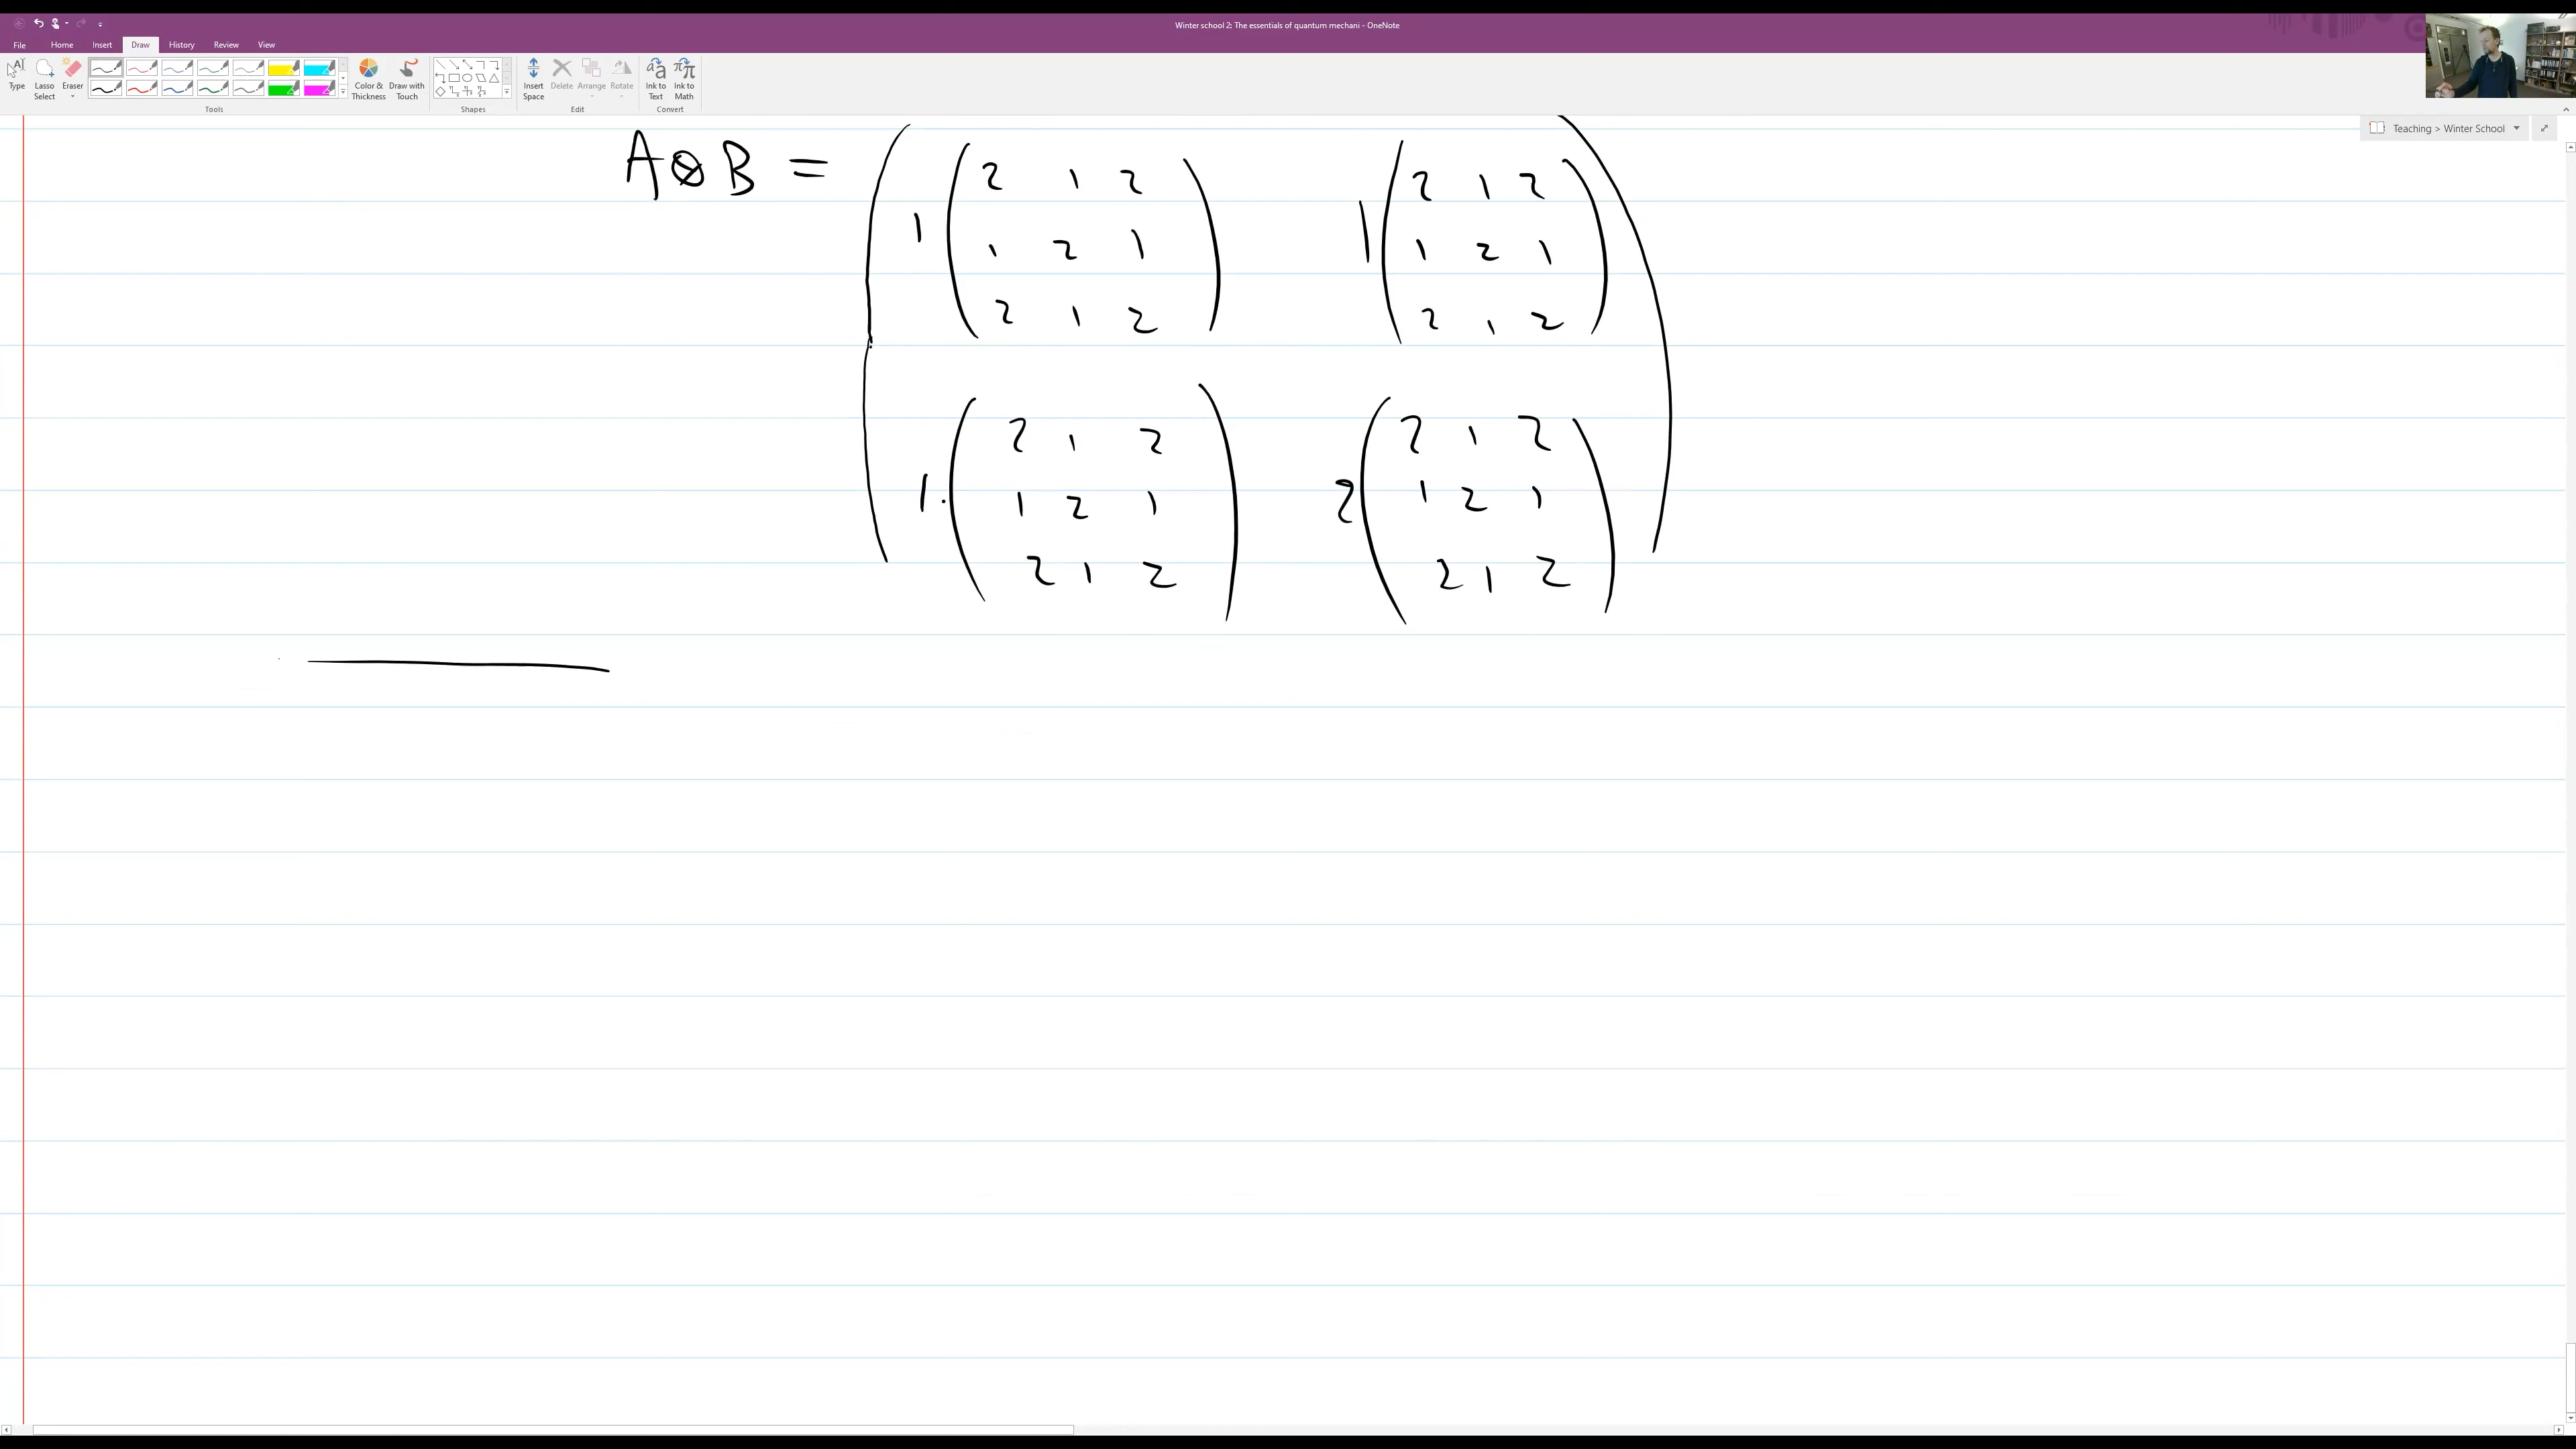 Winter school 2: The essentials of quantum mechani - OneNote
File Home Insert Draw History Review View
Type Lasso Select Eraser Color & Thickness Draw with Touch Insert Space Delete Arrange Rotate Ink to Text Ink to Math
Tools Shapes Edit Convert
Teaching > Winter School
A⊗B =
2 1 2 2 1 2
1 1 2 1 1 1 2 1
2 1 2 2 1 2
2 1 2 2 1 2
1· 1 2 1 2 1 2 1
2 1 2 2 1 2